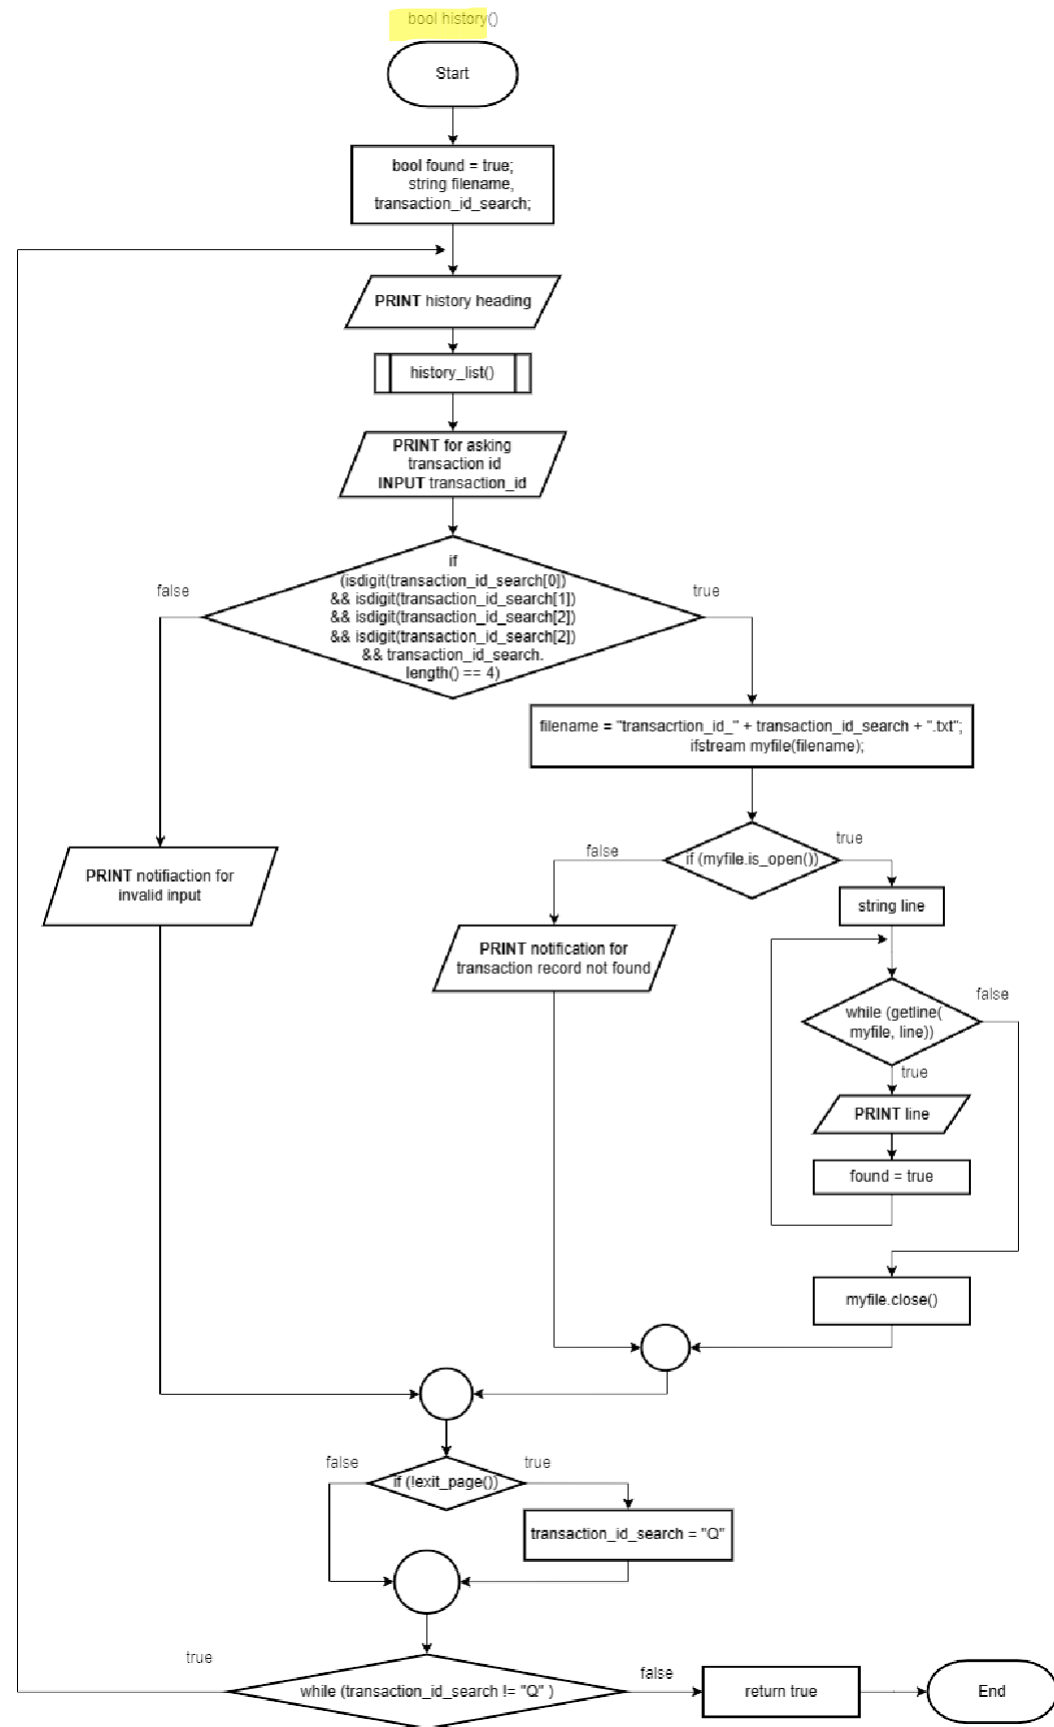 bool history()
Start
bool found = true;
string filename,
transaction_id_search;
PRINT history heading
history_list()
PRINT for asking
transaction id
INPUT transaction_id
if
(isdigit(transaction_id_search[0])
&& isdigit(transaction_id_search[1])
&& isdigit(transaction_id_search[2])
&& isdigit(transaction_id_search[2])
&& transaction_id_search.
length() == 4)
false
true
filename = "transacrtion_id_" + transaction_id_search + ".txt";
ifstream myfile(filename);
if (myfile.is_open())
false
true
PRINT notifiaction for
invalid input
string line
PRINT notification for
transaction record not found
while (getline(
myfile, line))
false
true
PRINT line
found = true
myfile.close()
if (!exit_page())
false
true
transaction_id_search = "Q"
true
while (transaction_id_search != "Q" )
false
return true
End